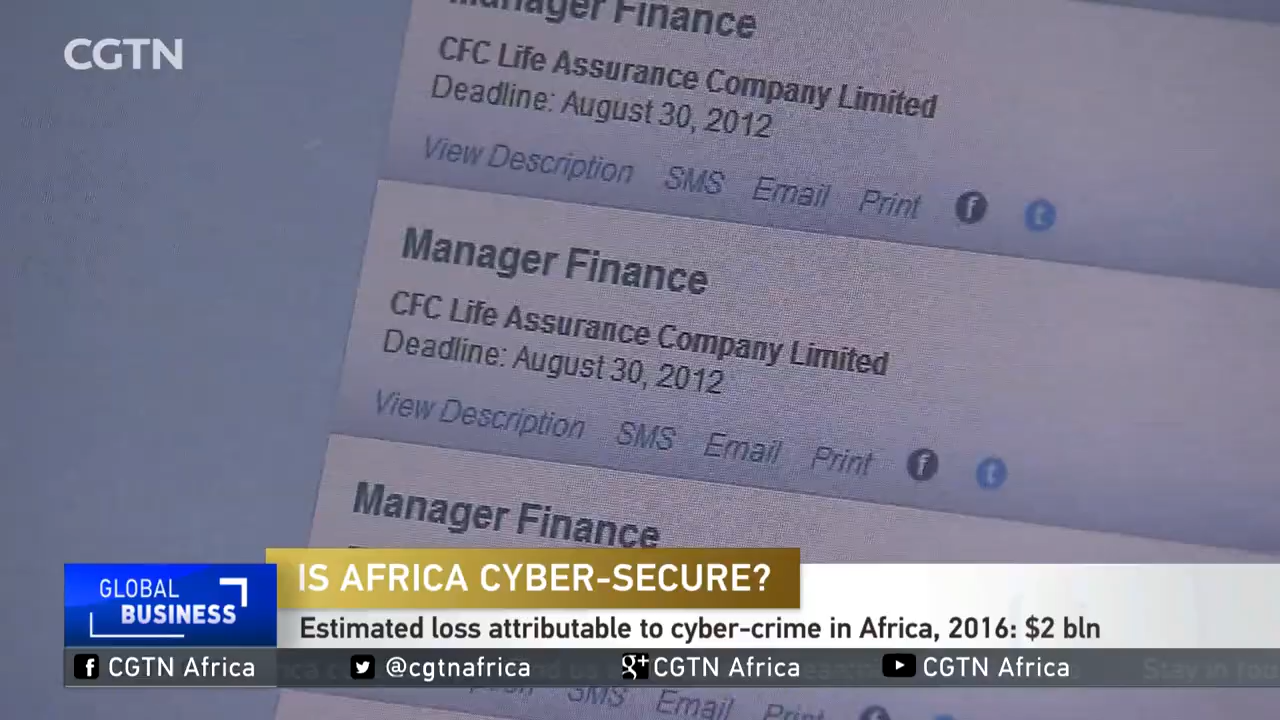 CGTN
Manager Finance
CFC Life Assurance Company Limited
Deadline: August 30, 2012
View Description SMS Email Print
Manager Finance
CFC Life Assurance Company Limited
Deadline: August 30, 2012
View Description SMS Email Print
Manager Finance
IS AFRICA CYBER-SECURE?
GLOBAL
BUSINESS
Estimated loss attributable to cyber-crime in Africa, 2016: $2 bln
CGTN Africa @cgtnafrica g+ CGTN Africa CGTN Africa
SMS Email Print